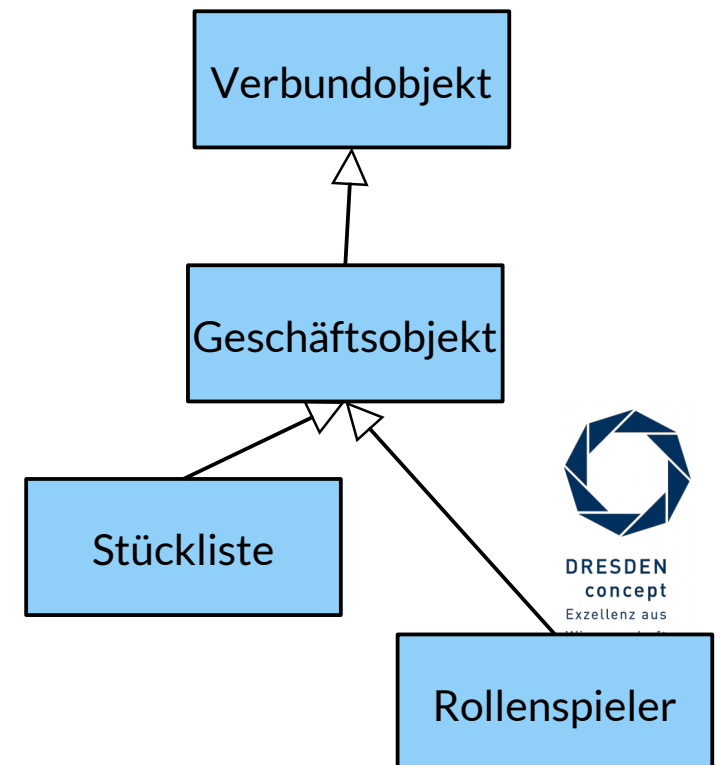 Verbundobjekt
Geschäftsobjekt
Stückliste
DRESDEN
concept
Exzellenz aus
Rollenspieler